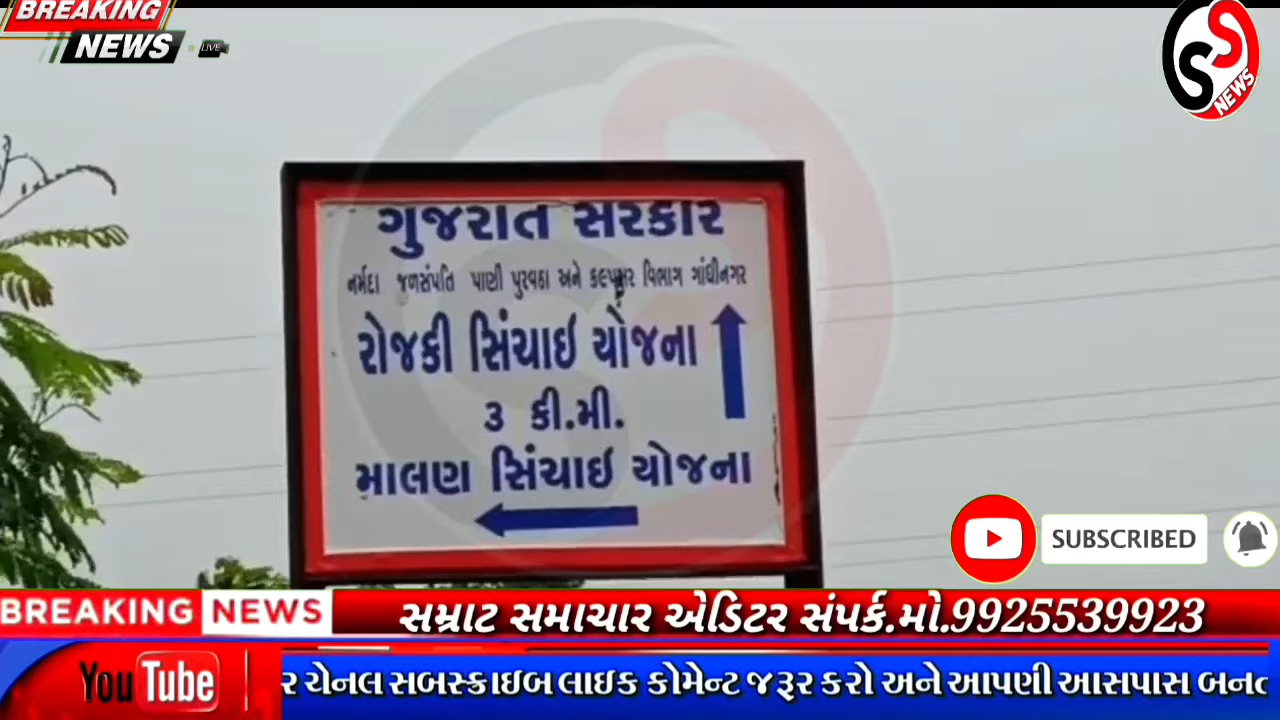 BREAKING
NEWS
LIVE
SS
NEWS
ગુજરાત સરકાર
નર્મદા જળસંપતિ પાણી પુરવઠા અને કલ્પસર વિભાગ ગાંધીનગર
રોજકી સિંચાઇ યોજના
૩ કી.મી.
માલણ સિંચાઇ યોજના
SUBSCRIBED
BREAKING NEWS
સમ્રાટ સમાચાર એડિટર સંપર્ક.મો.9925539923
YouTube
ર ચેનલ સબસ્ક્રાઇબ લાઇક કોમેન્ટ જરૂર કરો અને આપણી આસપાસ બનત